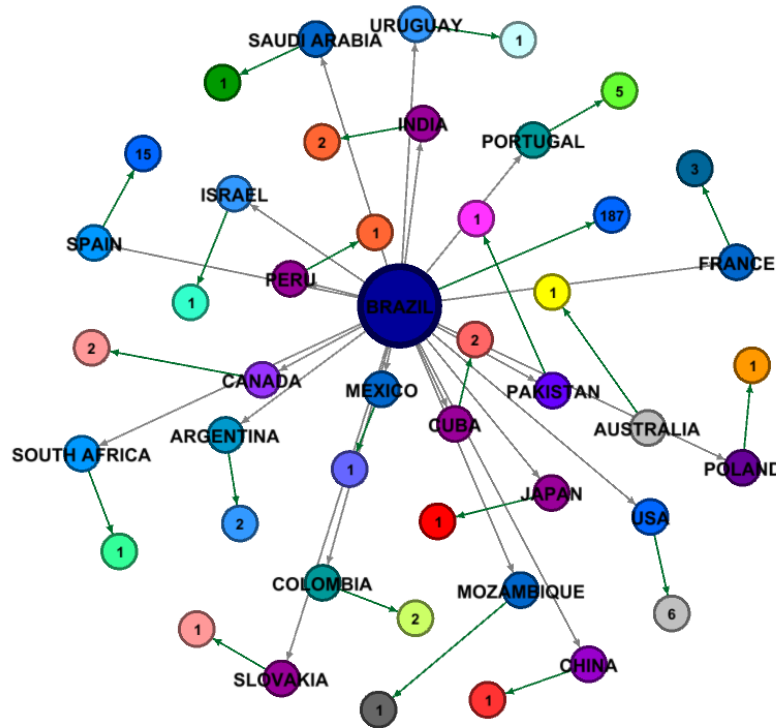 URUGUAY
SAUDI ARABIA
1
1
5
INDIA
2
PORTUGAL
15
3
ISRAEL
1
187
SPAIN
1
FRANCE
PERU
1
1
BRAZIL
2
2
1
CANADA
MEXICO
PAKISTAN
CUBA
AUSTRALIA
ARGENTINA
SOUTH AFRICA
1
POLAND
JAPAN
USA
1
2
1
COLOMBIA
MOZAMBIQUE
2
6
1
CHINA
SLOVAKIA
1
1